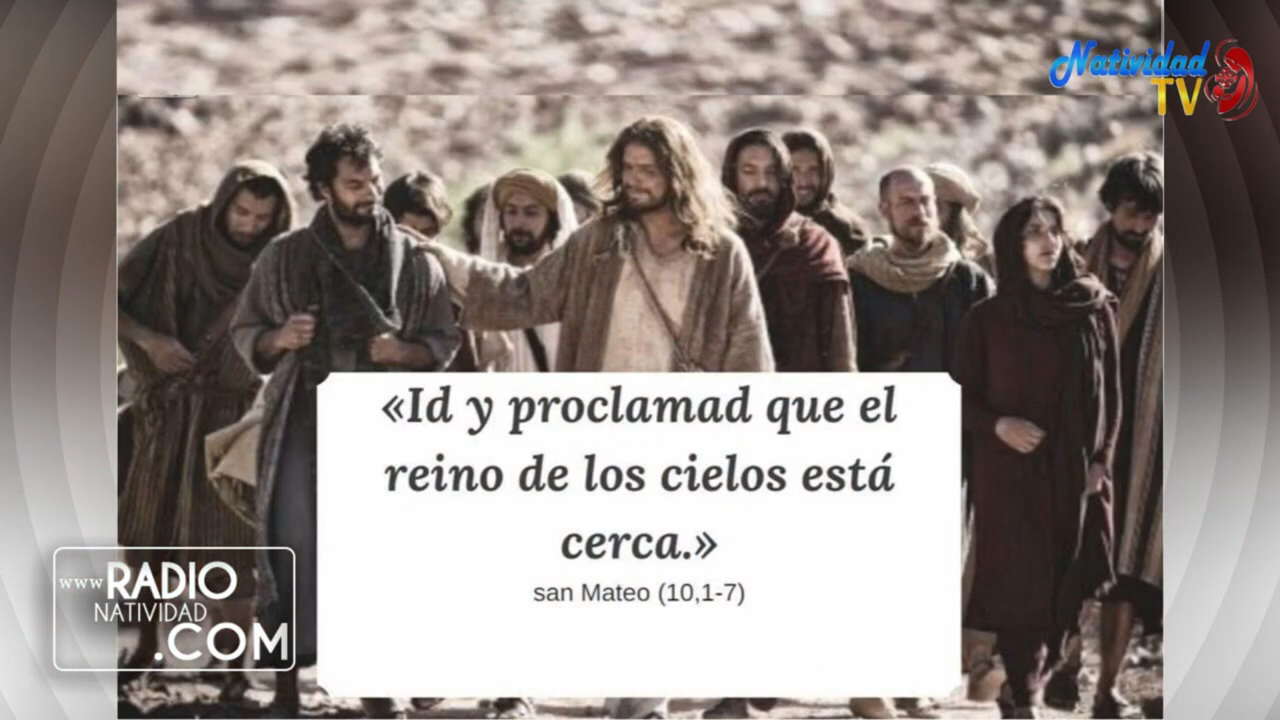 Natividad
TV
«Id y proclamad que el
reino de los cielos está
cerca.»
san Mateo (10,1-7)
www RADIO
NATIVIDAD
.COM